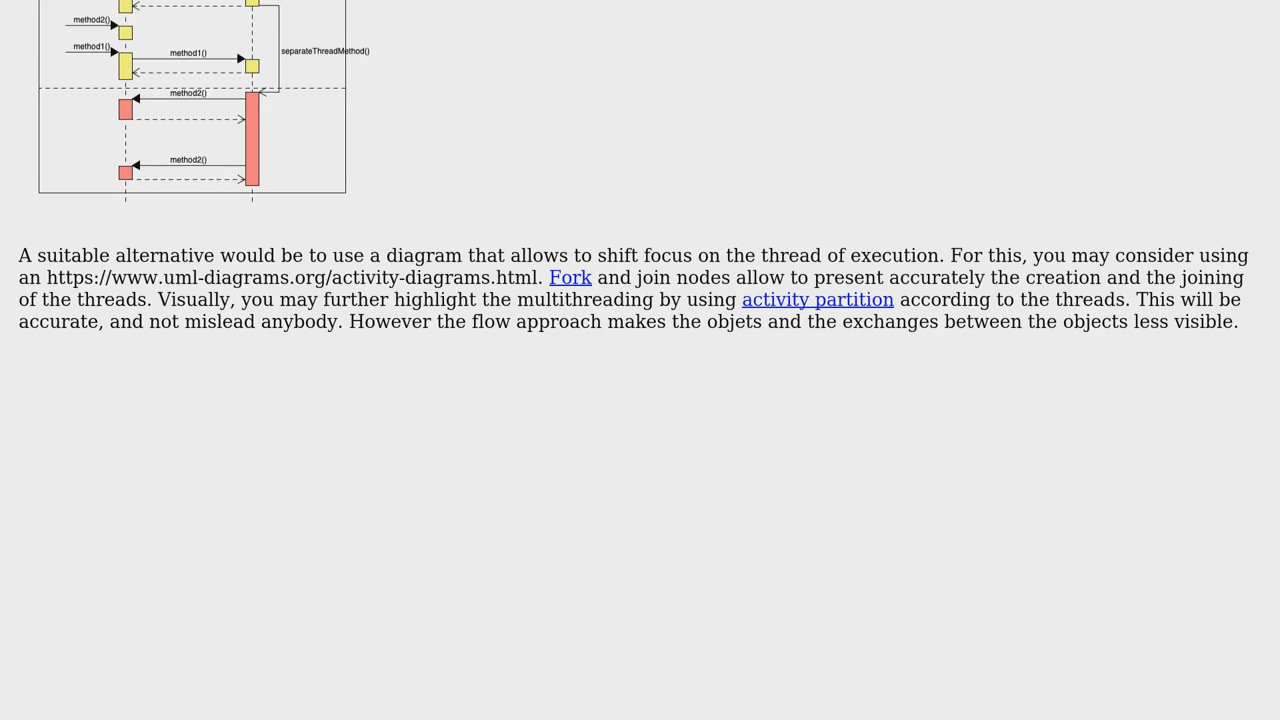 method2()
method1()
method1()
separateThreadMethod()
method2()
method2()
A suitable alternative would be to use a diagram that allows to shift focus on the thread of execution. For this, you may consider using
an https://www.uml-diagrams.org/activity-diagrams.html. Fork and join nodes allow to present accurately the creation and the joining
of the threads. Visually, you may further highlight the multithreading by using activity partition according to the threads. This will be
accurate, and not mislead anybody. However the flow approach makes the objets and the exchanges between the objects less visible.